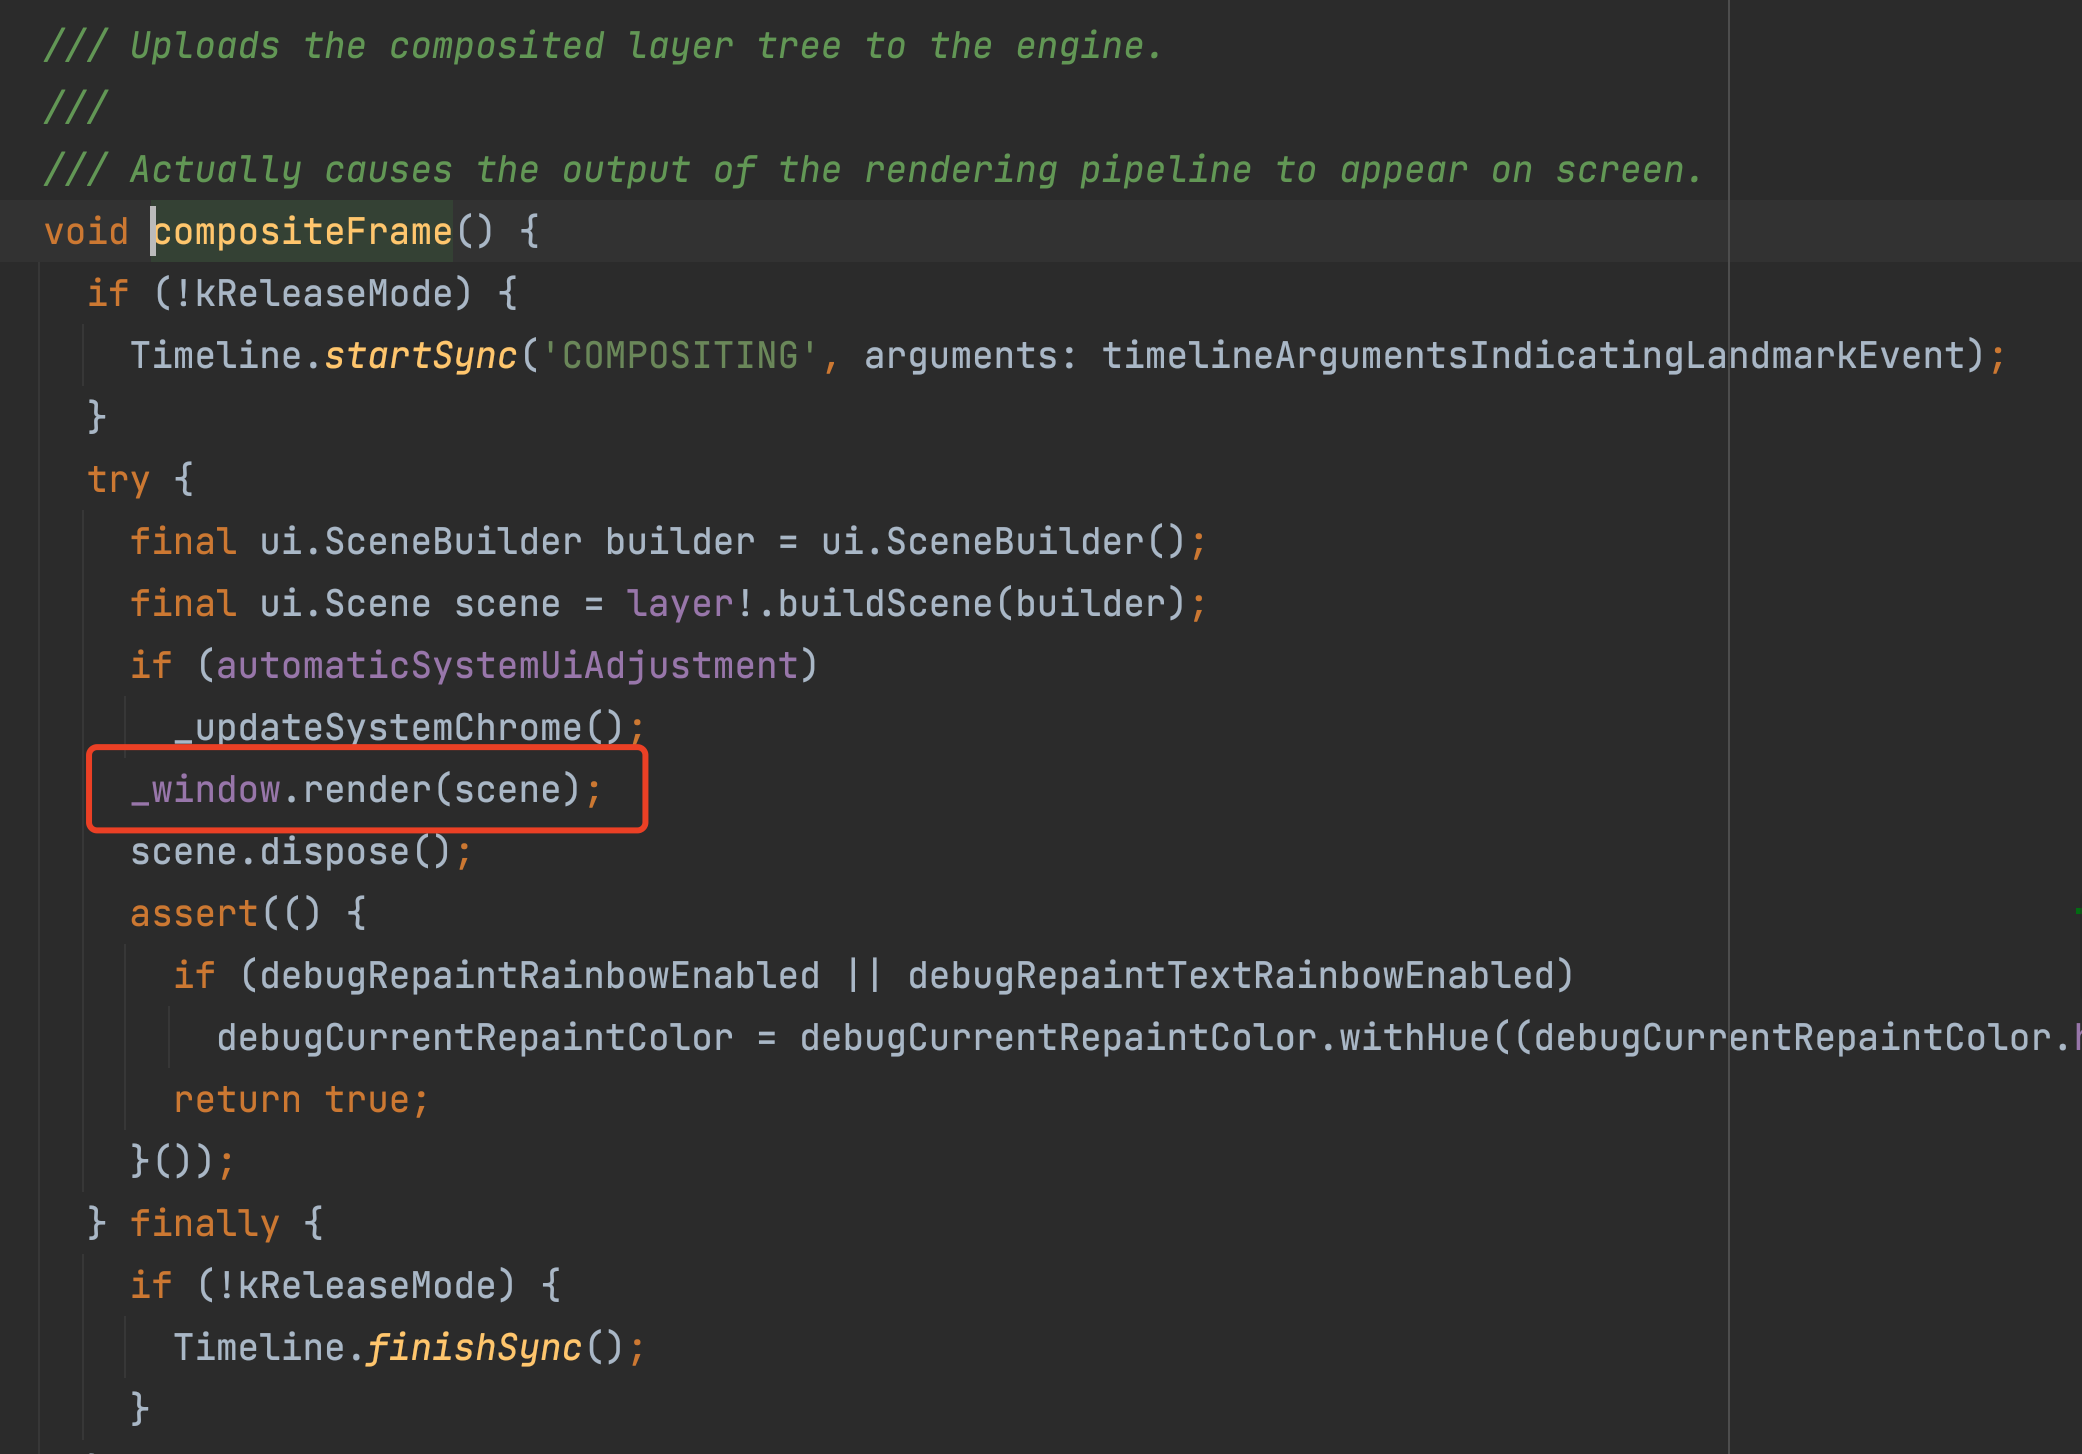 /// Uploads the composited layer tree to the engine.
///
/// Actually causes the output of the rendering pipeline to appear on screen.
void compositeFrame() {
  if (!kReleaseMode) {
    Timeline.startSync('COMPOSITING', arguments: timelineArgumentsIndicatingLandmarkEvent);
  }
  try {
    final ui.SceneBuilder builder = ui.SceneBuilder();
    final ui.Scene scene = layer!.buildScene(builder);
    if (automaticSystemUiAdjustment)
      _updateSystemChrome();
    _window.render(scene);
    scene.dispose();
    assert(() {
      if (debugRepaintRainbowEnabled || debugRepaintTextRainbowEnabled)
        debugCurrentRepaintColor = debugCurrentRepaintColor.withHue((debugCurrentRepaintColor.
      return true;
    }());
  } finally {
    if (!kReleaseMode) {
      Timeline.finishSync();
    }